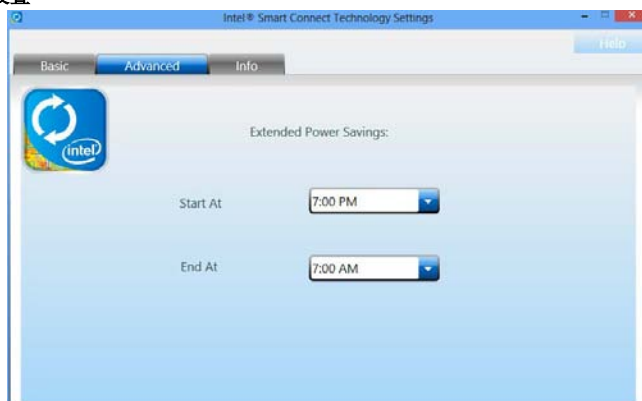 Intel® Smart Connect Technology Settings
Help
Basic Advanced Info
intel
Extended Power Savings:
Start At 7:00 PM
End At 7:00 AM